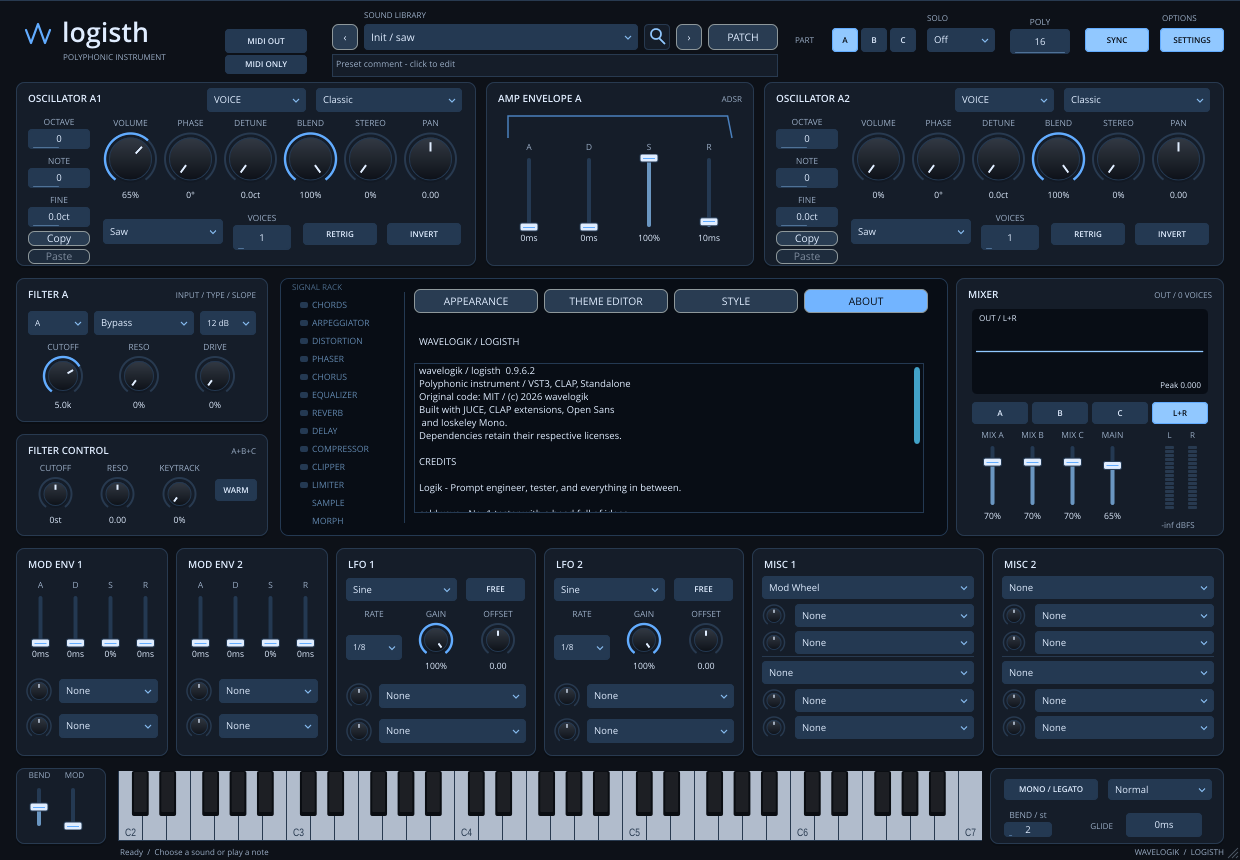 logisth
POLYPHONIC INSTRUMENT
MIDI OUT
MIDI ONLY
SOUND LIBRARY
‹
Init / saw
›
PATCH
Preset comment - click to edit
PART
A
B
C
SOLO
Off
POLY
16
SYNC
OPTIONS
SETTINGS
OSCILLATOR A1
VOICE
Classic
OCTAVE
0
NOTE
0
FINE
0.0ct
Copy
Paste
VOLUME PHASE DETUNE BLEND STEREO PAN
65% 0° 0.0ct 100% 0% 0.00
Saw
VOICES
1
RETRIG
INVERT
AMP ENVELOPE A
ADSR
A D S R
0ms 0ms 100% 10ms
OSCILLATOR A2
VOICE
Classic
OCTAVE
0
NOTE
0
FINE
0.0ct
Copy
Paste
VOLUME PHASE DETUNE BLEND STEREO PAN
0% 0° 0.0ct 100% 0% 0.00
Saw
VOICES
1
RETRIG
INVERT
FILTER A
INPUT / TYPE / SLOPE
A
Bypass
12 dB
CUTOFF RESO DRIVE
5.0k 0% 0%
FILTER CONTROL
A+B+C
CUTOFF RESO KEYTRACK
WARM
0st 0.00 0%
SIGNAL RACK
CHORDS
ARPEGGIATOR
DISTORTION
PHASER
CHORUS
EQUALIZER
REVERB
DELAY
COMPRESSOR
CLIPPER
LIMITER
SAMPLE
MORPH
APPEARANCE
THEME EDITOR
STYLE
ABOUT
WAVELOGIK / LOGISTH
wavelogik / logisth 0.9.6.2
Polyphonic instrument / VST3, CLAP, Standalone
Original code: MIT / (c) 2026 wavelogik
Built with JUCE, CLAP extensions, Open Sans
and Ioskeley Mono.
Dependencies retain their respective licenses.
CREDITS
Logik - Prompt engineer, tester, and everything in between.
MIXER
OUT / 0 VOICES
OUT / L+R
Peak 0.000
A
B
C
L+R
MIX A MIX B MIX C MAIN L R
70% 70% 70% 65%
-inf dBFS
MOD ENV 1
A D S R
0ms 0ms 0% 0ms
None
None
MOD ENV 2
A D S R
0ms 0ms 0% 0ms
None
None
LFO 1
Sine
FREE
RATE GAIN OFFSET
1/8
100% 0.00
None
None
LFO 2
Sine
FREE
RATE GAIN OFFSET
1/8
100% 0.00
None
None
MISC 1
Mod Wheel
None
None
None
None
None
MISC 2
None
None
None
None
None
None
BEND MOD
C2 C3 C4 C5 C6 C7
MONO / LEGATO
Normal
BEND / st
2
GLIDE
0ms
Ready / Choose a sound or play a note
WAVELOGIK / LOGISTH